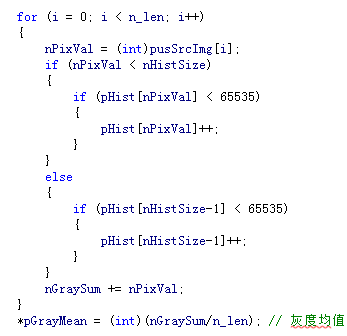 for (i = 0; i < n_len; i++)
{
    nPixVal = (int)pusSrcImg[i];
    if (nPixVal < nHistSize)
    {
        if (pHist[nPixVal] < 65535)
        {
            pHist[nPixVal]++;
        }
    }
    else
    {
        if (pHist[nHistSize-1] < 65535)
        {
            pHist[nHistSize-1]++;
        }
    }
    nGraySum += nPixVal;
}
*pGrayMean = (int)(nGraySum/n_len); // 灰度均值